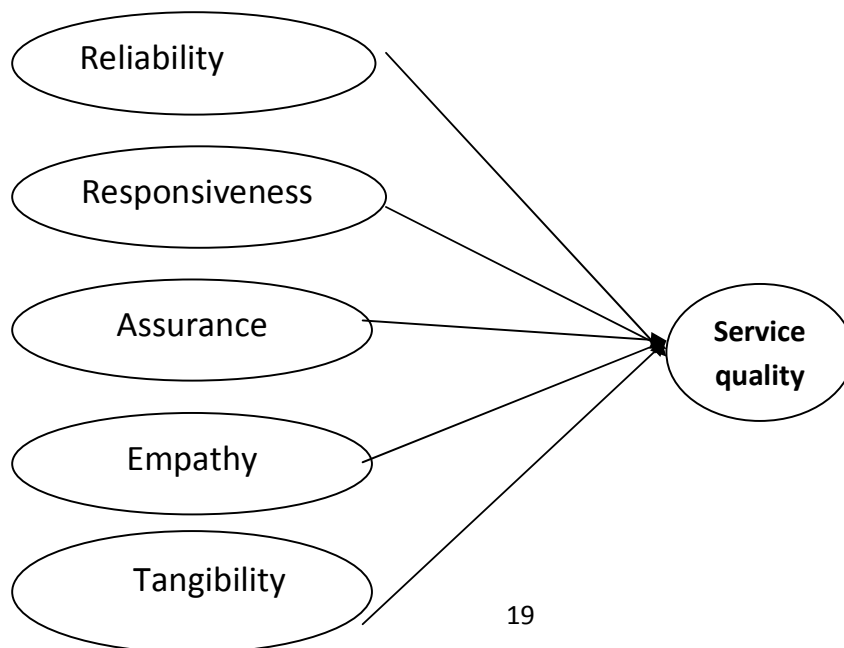 Reliability
Responsiveness
Assurance
Service
quality
Empathy
Tangibility
19